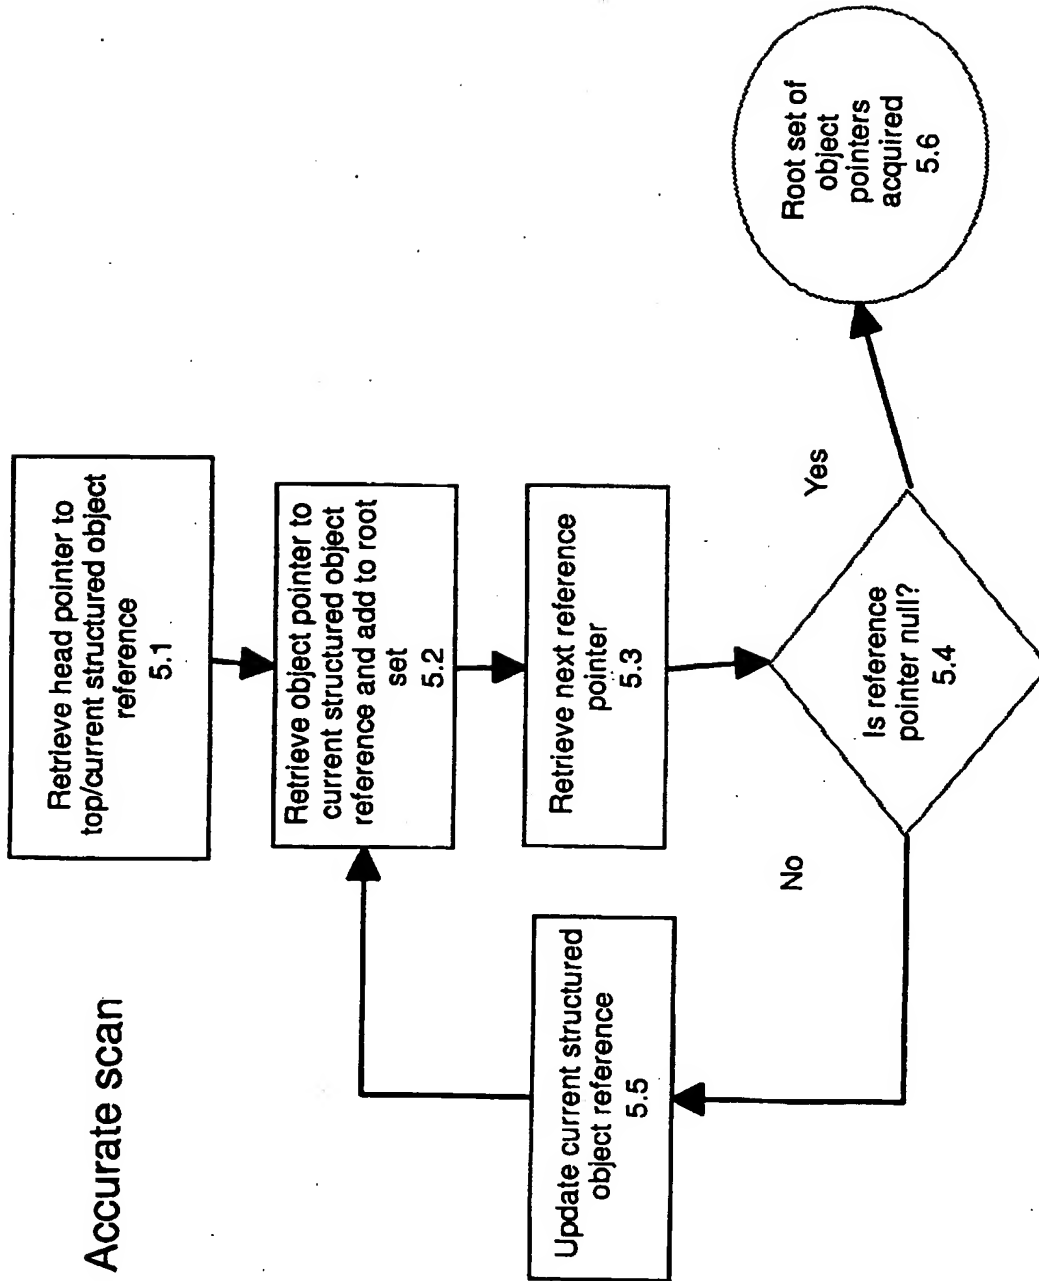 Accurate scan
Retrieve head pointer to
top/current structured object
reference
5.1
Retrieve object pointer to
current structured object
reference and add to root
set
5.2
Retrieve next reference
pointer
5.3
Is reference
pointer null?
5.4
No
Yes
Update current structured
object reference
5.5
Root set of
object
pointers
acquired
5.6